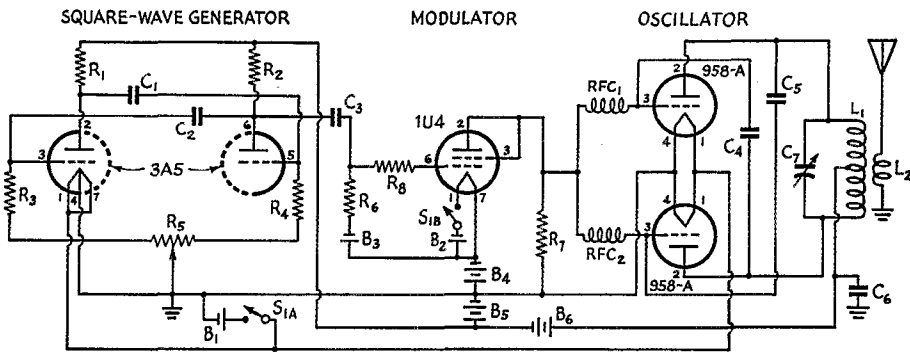 SQUARE-WAVE GENERATOR
MODULATOR
OSCILLATOR
R1
R2
C1
C2
C3
2
6
3
5
3A5
1
4
7
R3
R4
R5
1U4
2
6
3
1
7
R8
R6
B3
S1B
B2
B4
B5
B6
R7
RFC1
RFC2
2
958-A
3
4
1
4
1
3
2
958-A
C4
C5
C7
L1
L2
C6
B1
S1A